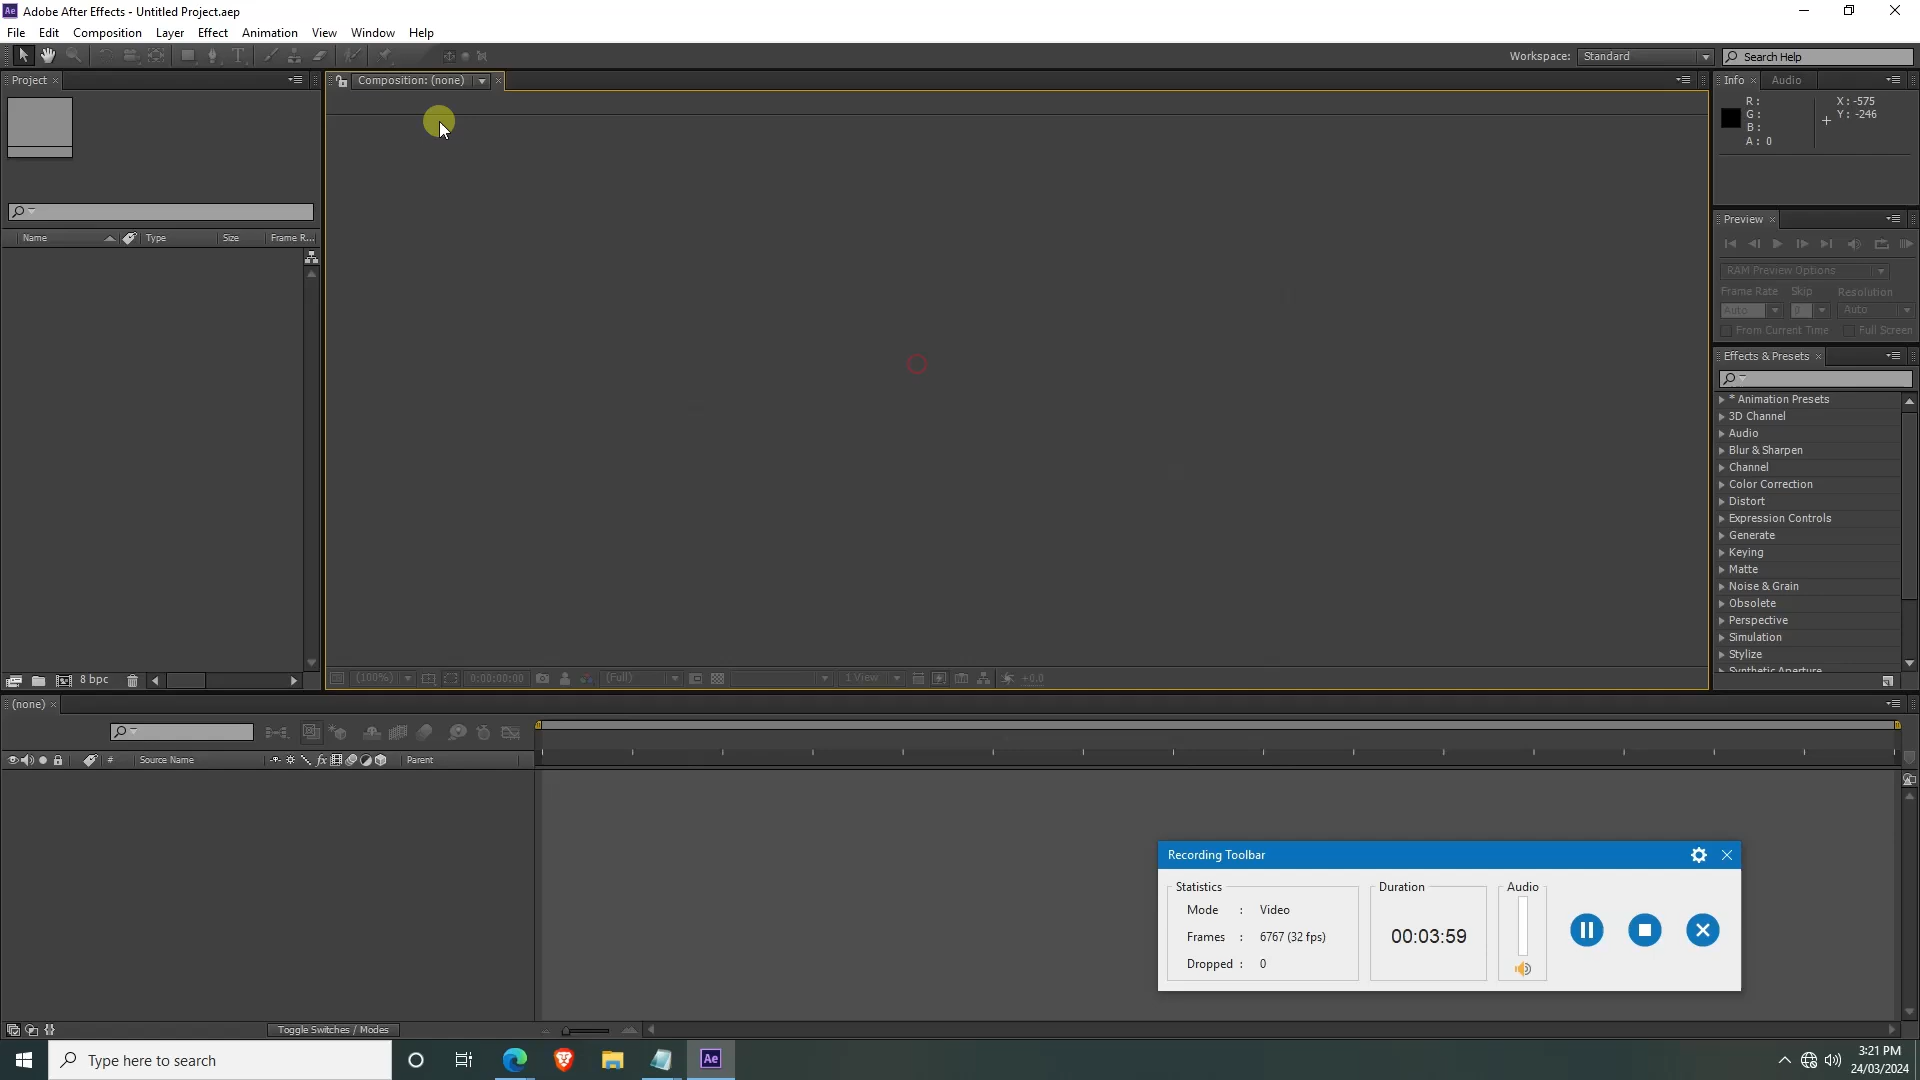 Adobe After Effects - Untitled Project.aep
File Edit Composition Layer Effect Animation View Window Help
Workspace: Standard Search Help
Project
Composition: (none)
Info Audio
R:
G:
B:
A: 0
X: -575
Y: -246
Preview
RAM Preview Options
Frame Rate Skip Resolution
Auto 0 Auto
From Current Time Full Screen
Name Type Size Frame R...
Effects & Presets
* Animation Presets
3D Channel
Audio
Blur & Sharpen
Channel
Color Correction
Distort
Expression Controls
Generate
Keying
Matte
Noise & Grain
Obsolete
Perspective
Simulation
Stylize
Synthetic Aperture
8 bpc
(100%) 0:00:00:00 (Full) 1 View +0.0
(none)
# Source Name fx Parent
Toggle Switches / Modes
Recording Toolbar
Statistics
Mode : Video
Frames : 6767 (32 fps)
Dropped : 0
Duration
00:03:59
Audio
Type here to search
Ae
3:21 PM
24/03/2024